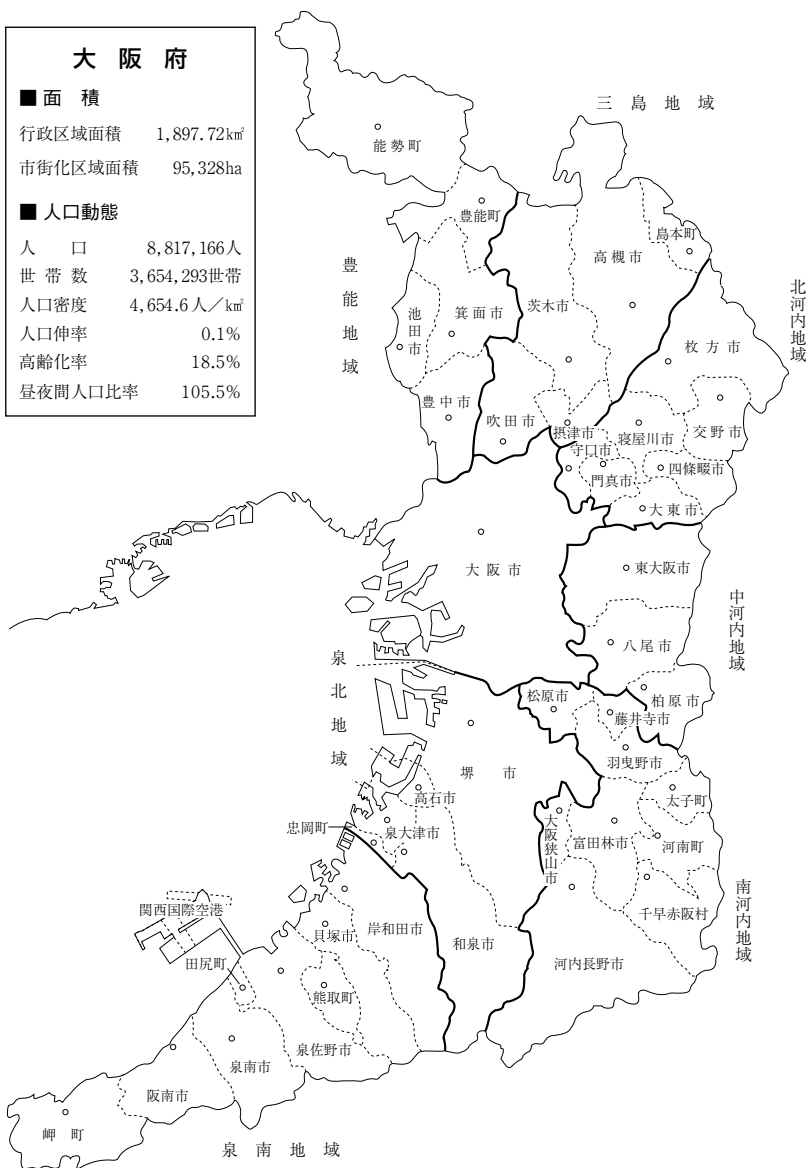 大阪府
■ 面積
行政区域面積 1,897.72㎢
市街化区域面積 95,328ha
■ 人口動態
人口 8,817,166人
世帯数 3,654,293世帯
人口密度 4,654.6人/㎢
人口伸率 0.1%
高齢化率 18.5%
昼夜間人口比率 105.5%
三島地域
能勢町
豊能町
島本町
高槻市
豊能地域
北河内地域
茨木市
池田市
箕面市
枚方市
豊中市
吹田市
摂津市
寝屋川市
交野市
守口市
門真市
四條畷市
大東市
大阪市
東大阪市
中河内地域
八尾市
泉北地域
松原市
柏原市
藤井寺市
羽曳野市
堺市
太子町
高石市
忠岡町
泉大津市
大阪狭山市
富田林市
河南町
南河内地域
千早赤阪村
関西国際空港
貝塚市
岸和田市
和泉市
河内長野市
田尻町
熊取町
泉佐野市
泉南市
阪南市
岬町
泉南地域